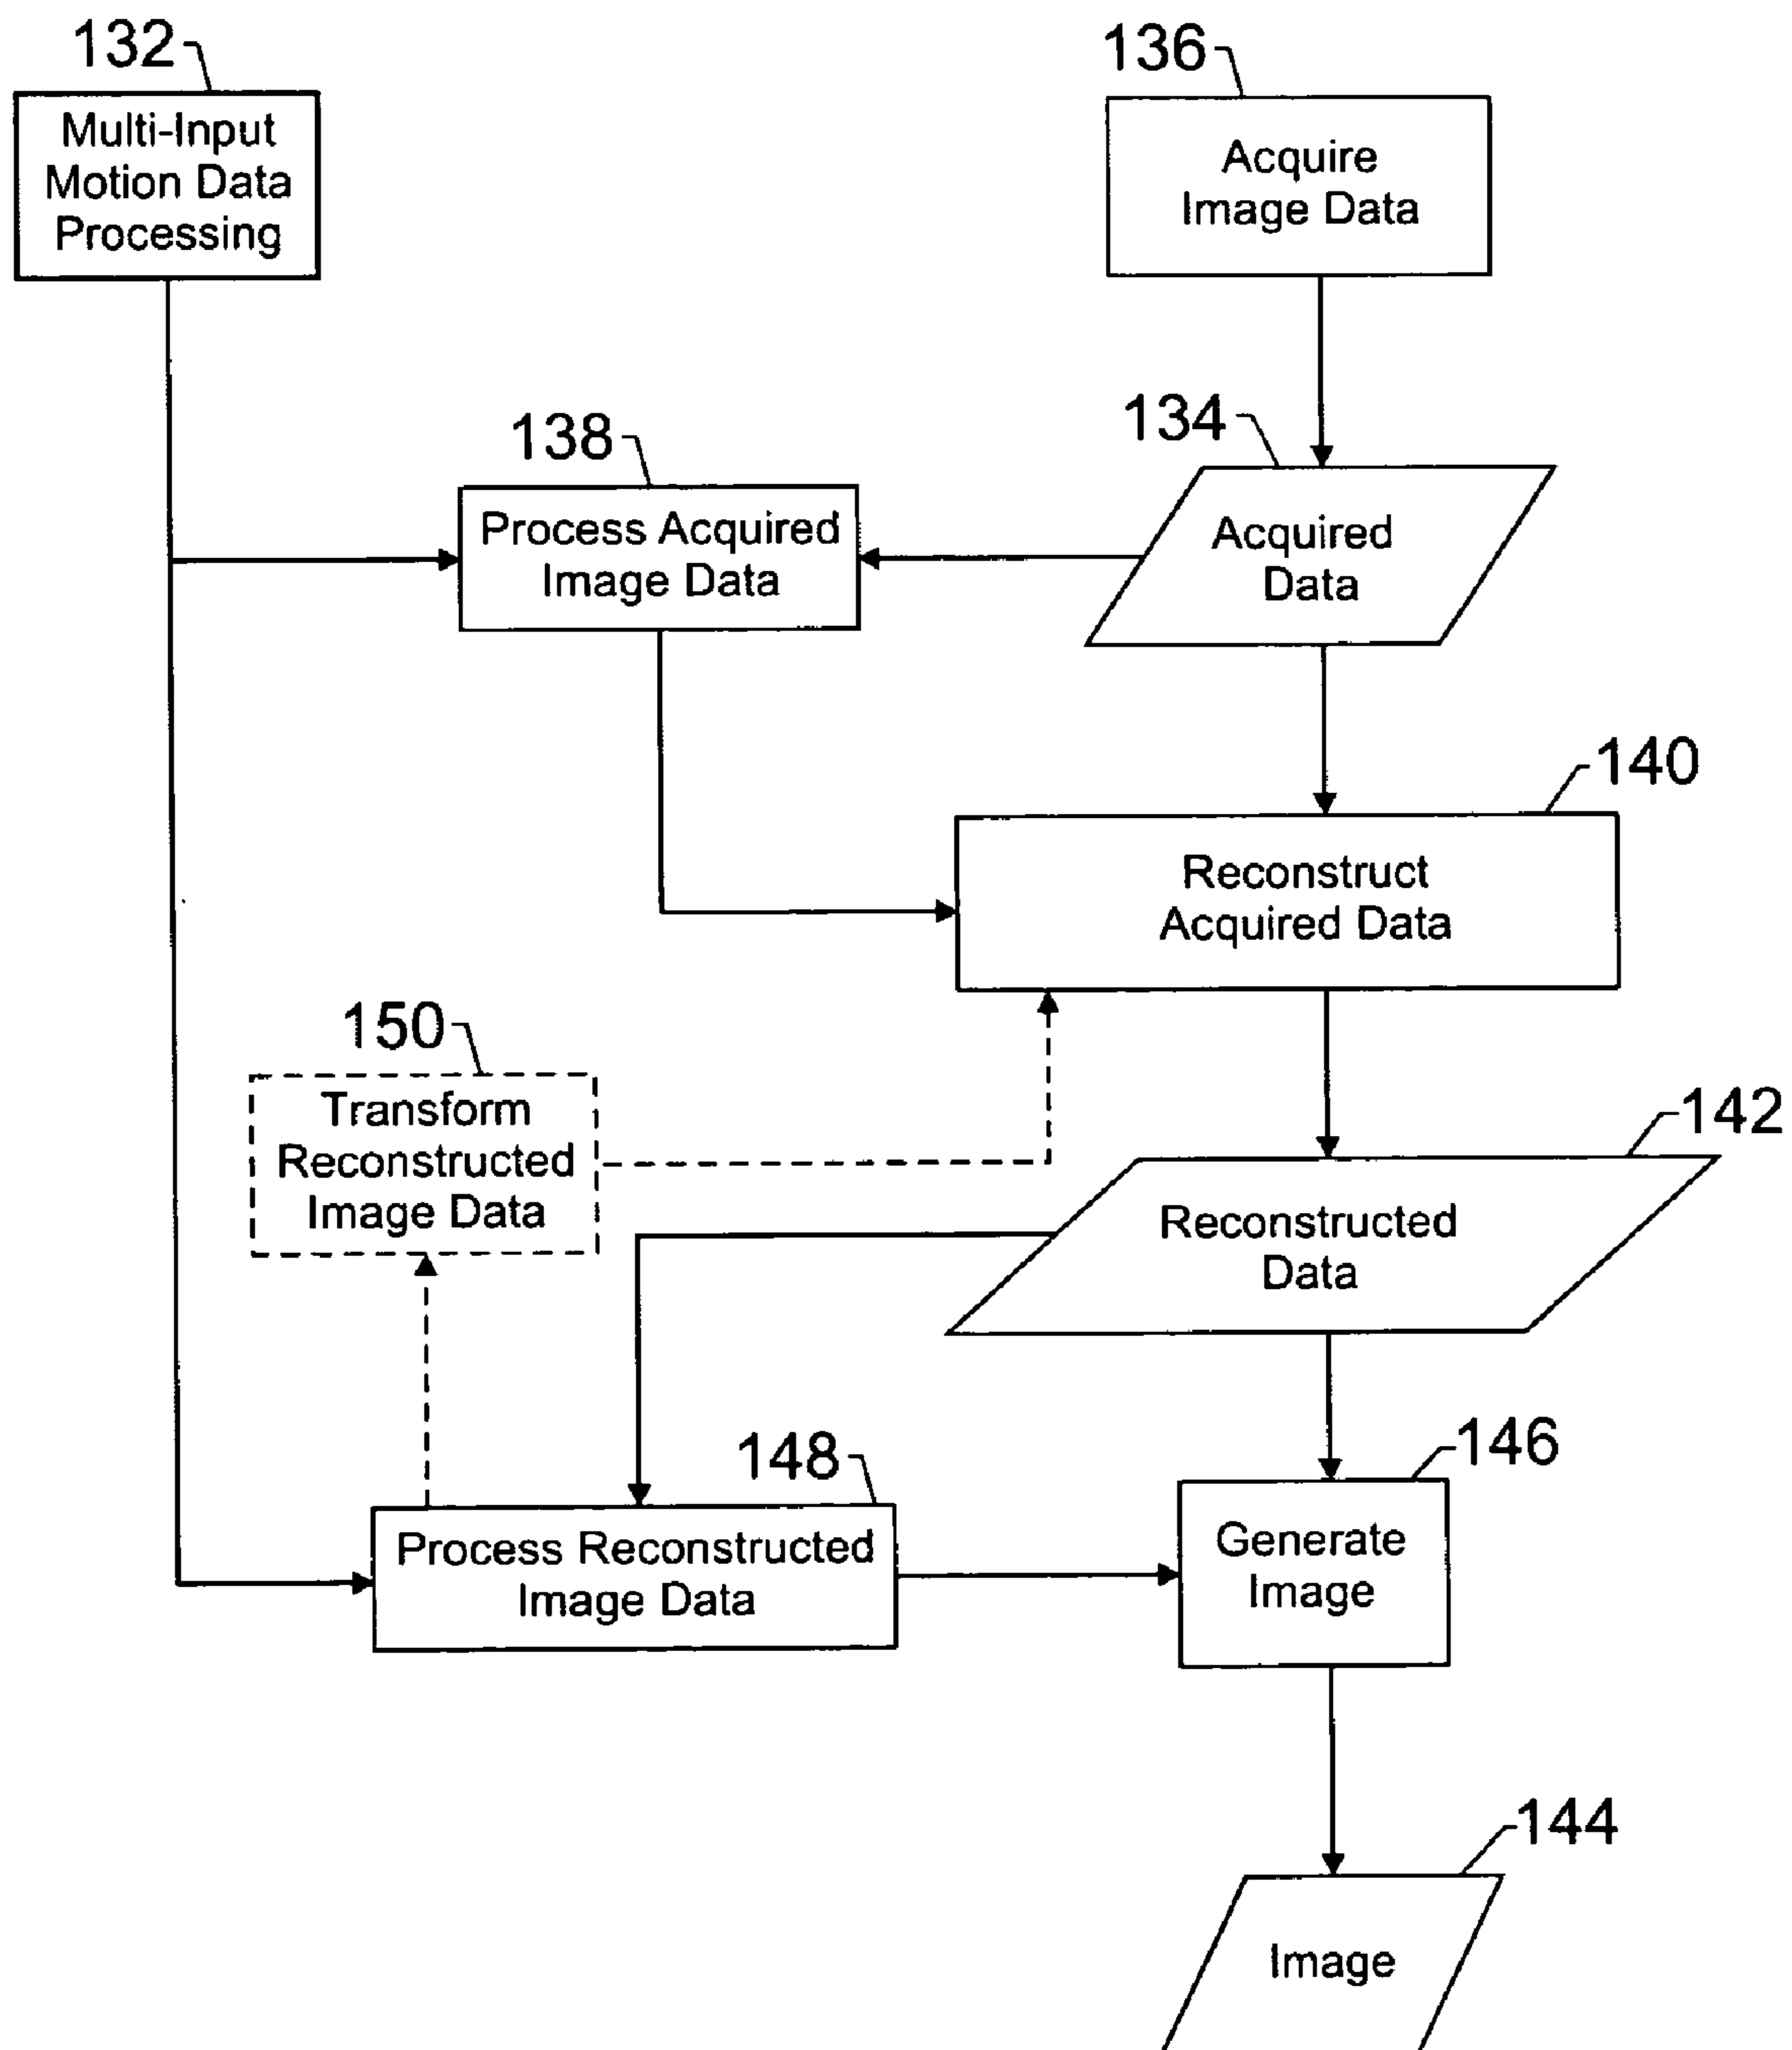 132
Multi-Input
Motion Data
Processing
136
Acquire
Image Data
138
Process Acquired
Image Data
134
Acquired
Data
140
Reconstruct
Acquired Data
150
Transform
Reconstructed
Image Data
142
Reconstructed
Data
148
Process Reconstructed
Image Data
146
Generate
Image
144
Image